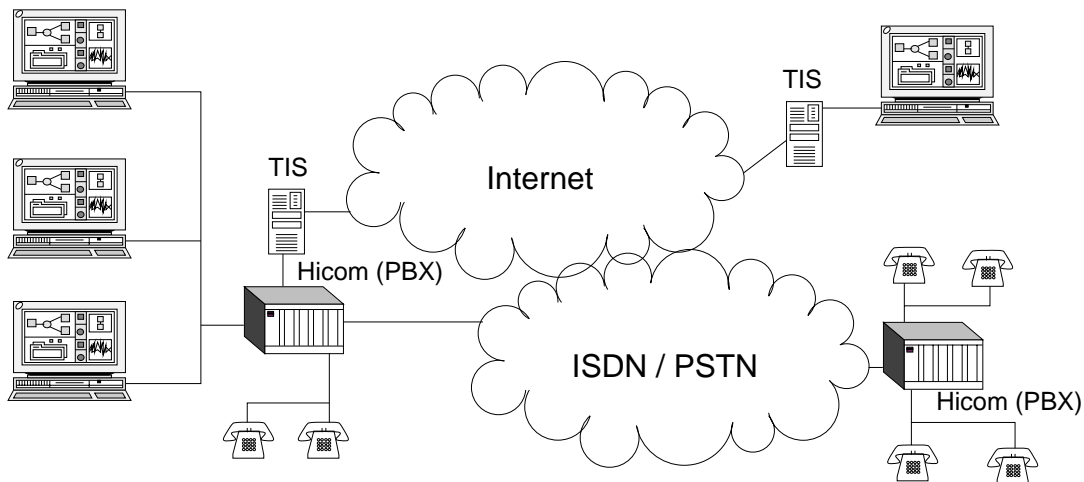 TIS
TIS
Internet
Hicom (PBX)
ISDN / PSTN
Hicom (PBX)